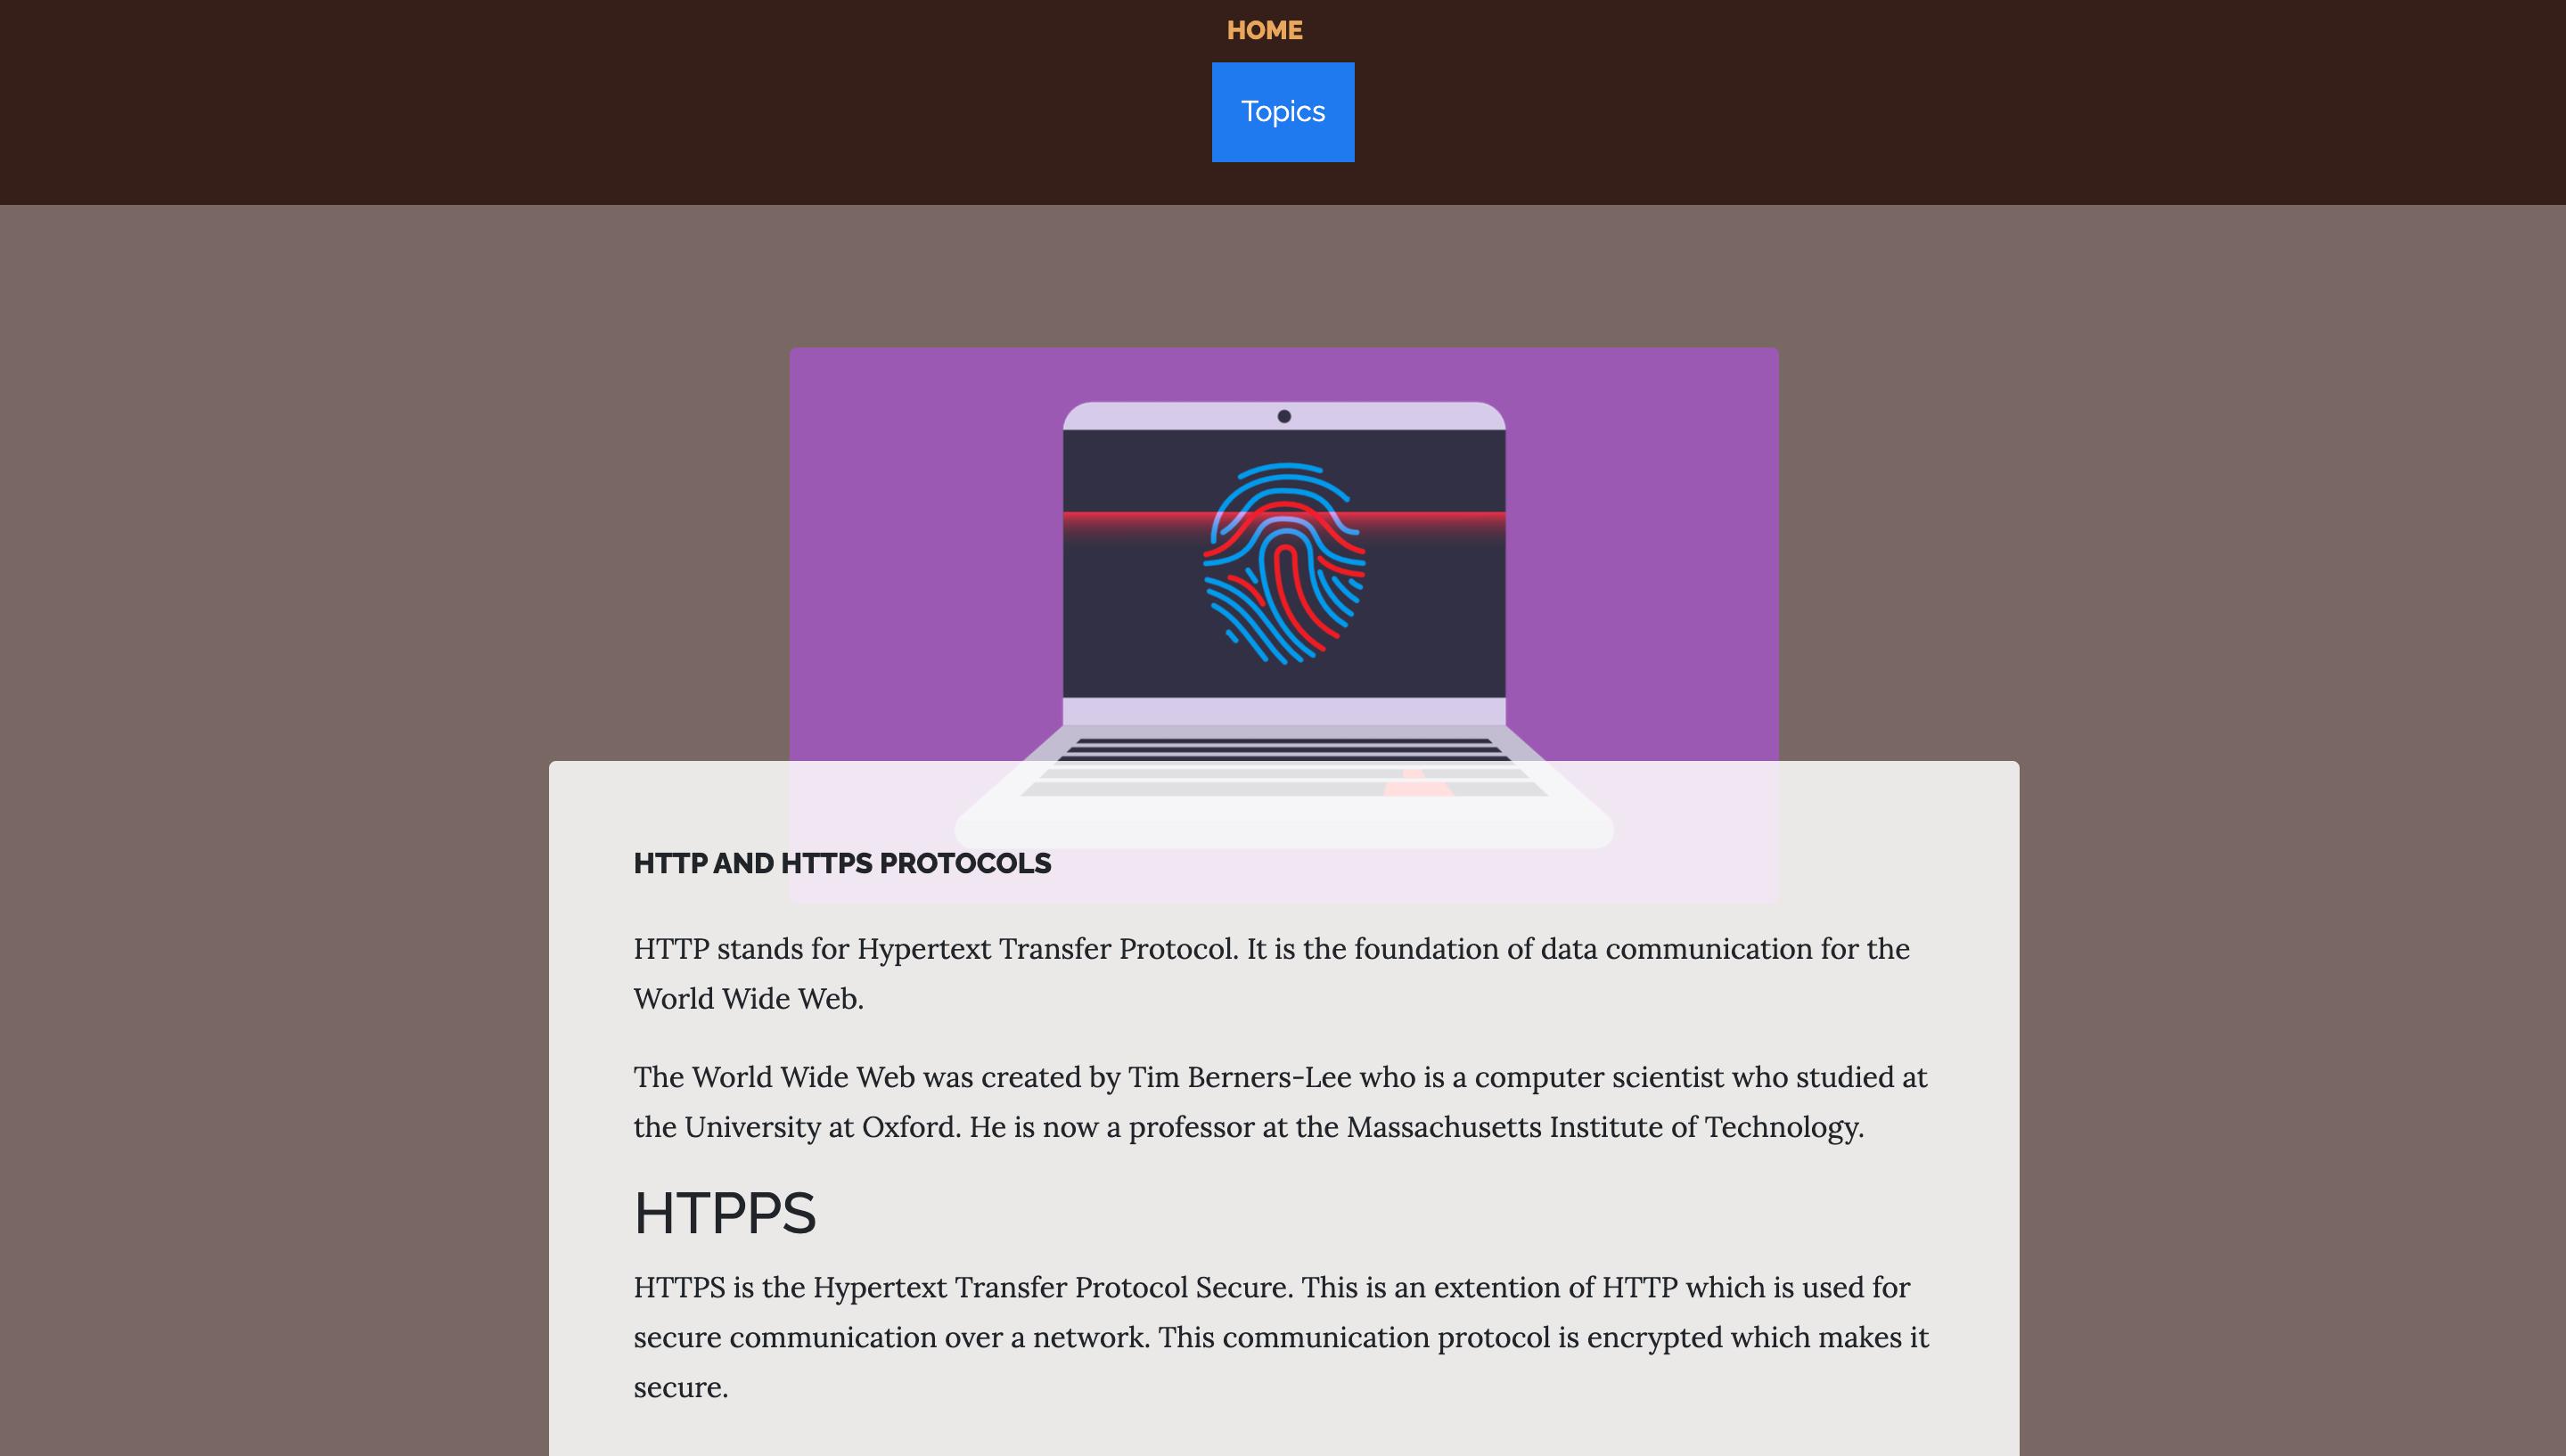 HOME
Topics
HTTP AND HTTPS PROTOCOLS
HTTP stands for Hypertext Transfer Protocol. It is the foundation of data communication for the
World Wide Web.
The World Wide Web was created by Tim Berners-Lee who is a computer scientist who studied at
the University at Oxford. He is now a professor at the Massachusetts Institute of Technology.
HTPPS
HTTPS is the Hypertext Transfer Protocol Secure. This is an extention of HTTP which is used for
secure communication over a network. This communication protocol is encrypted which makes it
secure.